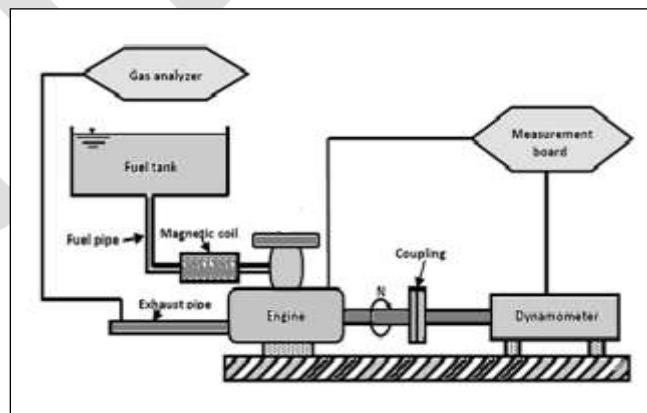 Gas analyzer
Fuel tank
Measurement
board
Fuel pipe
Magnetic coil
Coupling
N
Exhaust pipe
Engine
Dynamometer